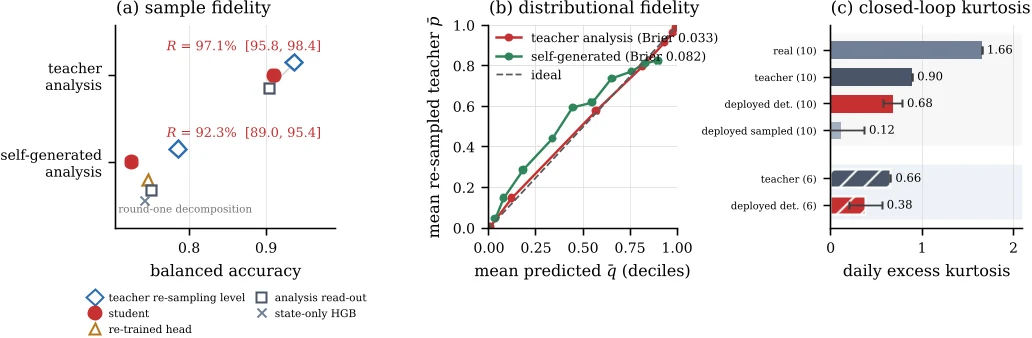 (a) sample fidelity
R = 97.1% [95.8, 98.4]
teacher
analysis
R = 92.3% [89.0, 95.4]
self-generated
analysis
round-one decomposition
0.8 0.9
balanced accuracy
teacher re-sampling level
student
re-trained head
analysis read-out
state-only HGB
(b) distributional fidelity
mean re-sampled teacher p̄
1.0
0.8
0.6
0.4
0.2
0.0
teacher analysis (Brier 0.033)
self-generated (Brier 0.082)
ideal
0.00 0.25 0.50 0.75 1.00
mean predicted q̄ (deciles)
(c) closed-loop kurtosis
real (10) 1.66
teacher (10) 0.90
deployed det. (10) 0.68
deployed sampled (10) 0.12
teacher (6) 0.66
deployed det. (6) 0.38
0 1 2
daily excess kurtosis